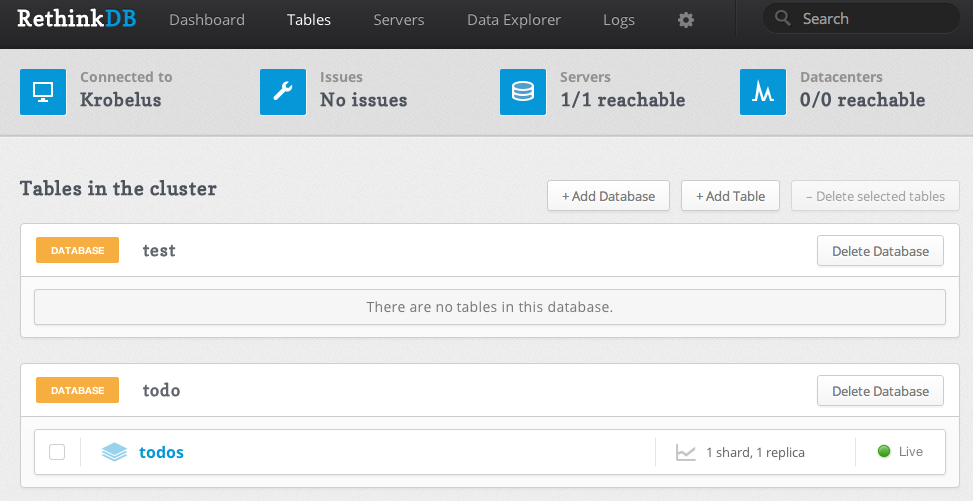 RethinkDB Dashboard Tables Servers Data Explorer Logs Search
Connected to Issues Servers Datacenters
Krobelus No issues 1/1 reachable 0/0 reachable
Tables in the cluster
+ Add Database + Add Table – Delete selected tables
DATABASE test Delete Database
There are no tables in this database.
DATABASE todo Delete Database
todos 1 shard, 1 replica Live